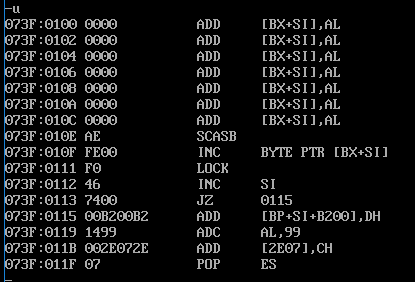 -u
073F:0100 0000 ADD [BX+SI],AL
073F:0102 0000 ADD [BX+SI],AL
073F:0104 0000 ADD [BX+SI],AL
073F:0106 0000 ADD [BX+SI],AL
073F:0108 0000 ADD [BX+SI],AL
073F:010A 0000 ADD [BX+SI],AL
073F:010C 0000 ADD [BX+SI],AL
073F:010E AE SCASB
073F:010F FE00 INC BYTE PTR [BX+SI]
073F:0111 F0 LOCK
073F:0112 46 INC SI
073F:0113 7400 JZ 0115
073F:0115 00B200B2 ADD [BP+SI+B200],DH
073F:0119 1499 ADC AL,99
073F:011B 002E072E ADD [2E07],CH
073F:011F 07 POP ES
-